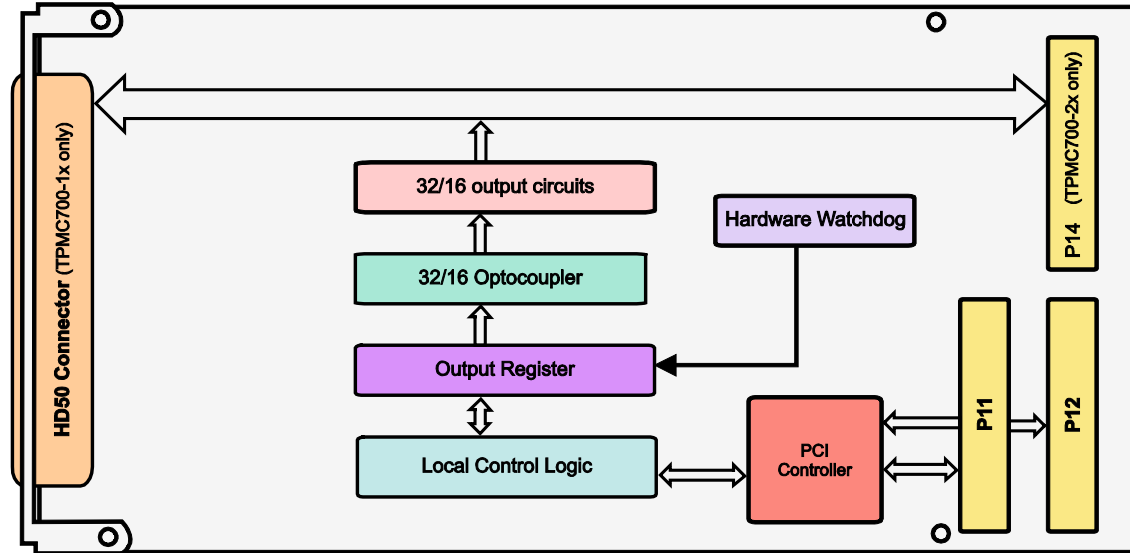 HD50 Connector (TPMC700-1x only)
32/16 output circuits
Hardware Watchdog
P14 (TPMC700-2x only)
32/16 Optocoupler
Output Register
Local Control Logic
PCI
Controller
P11
P12